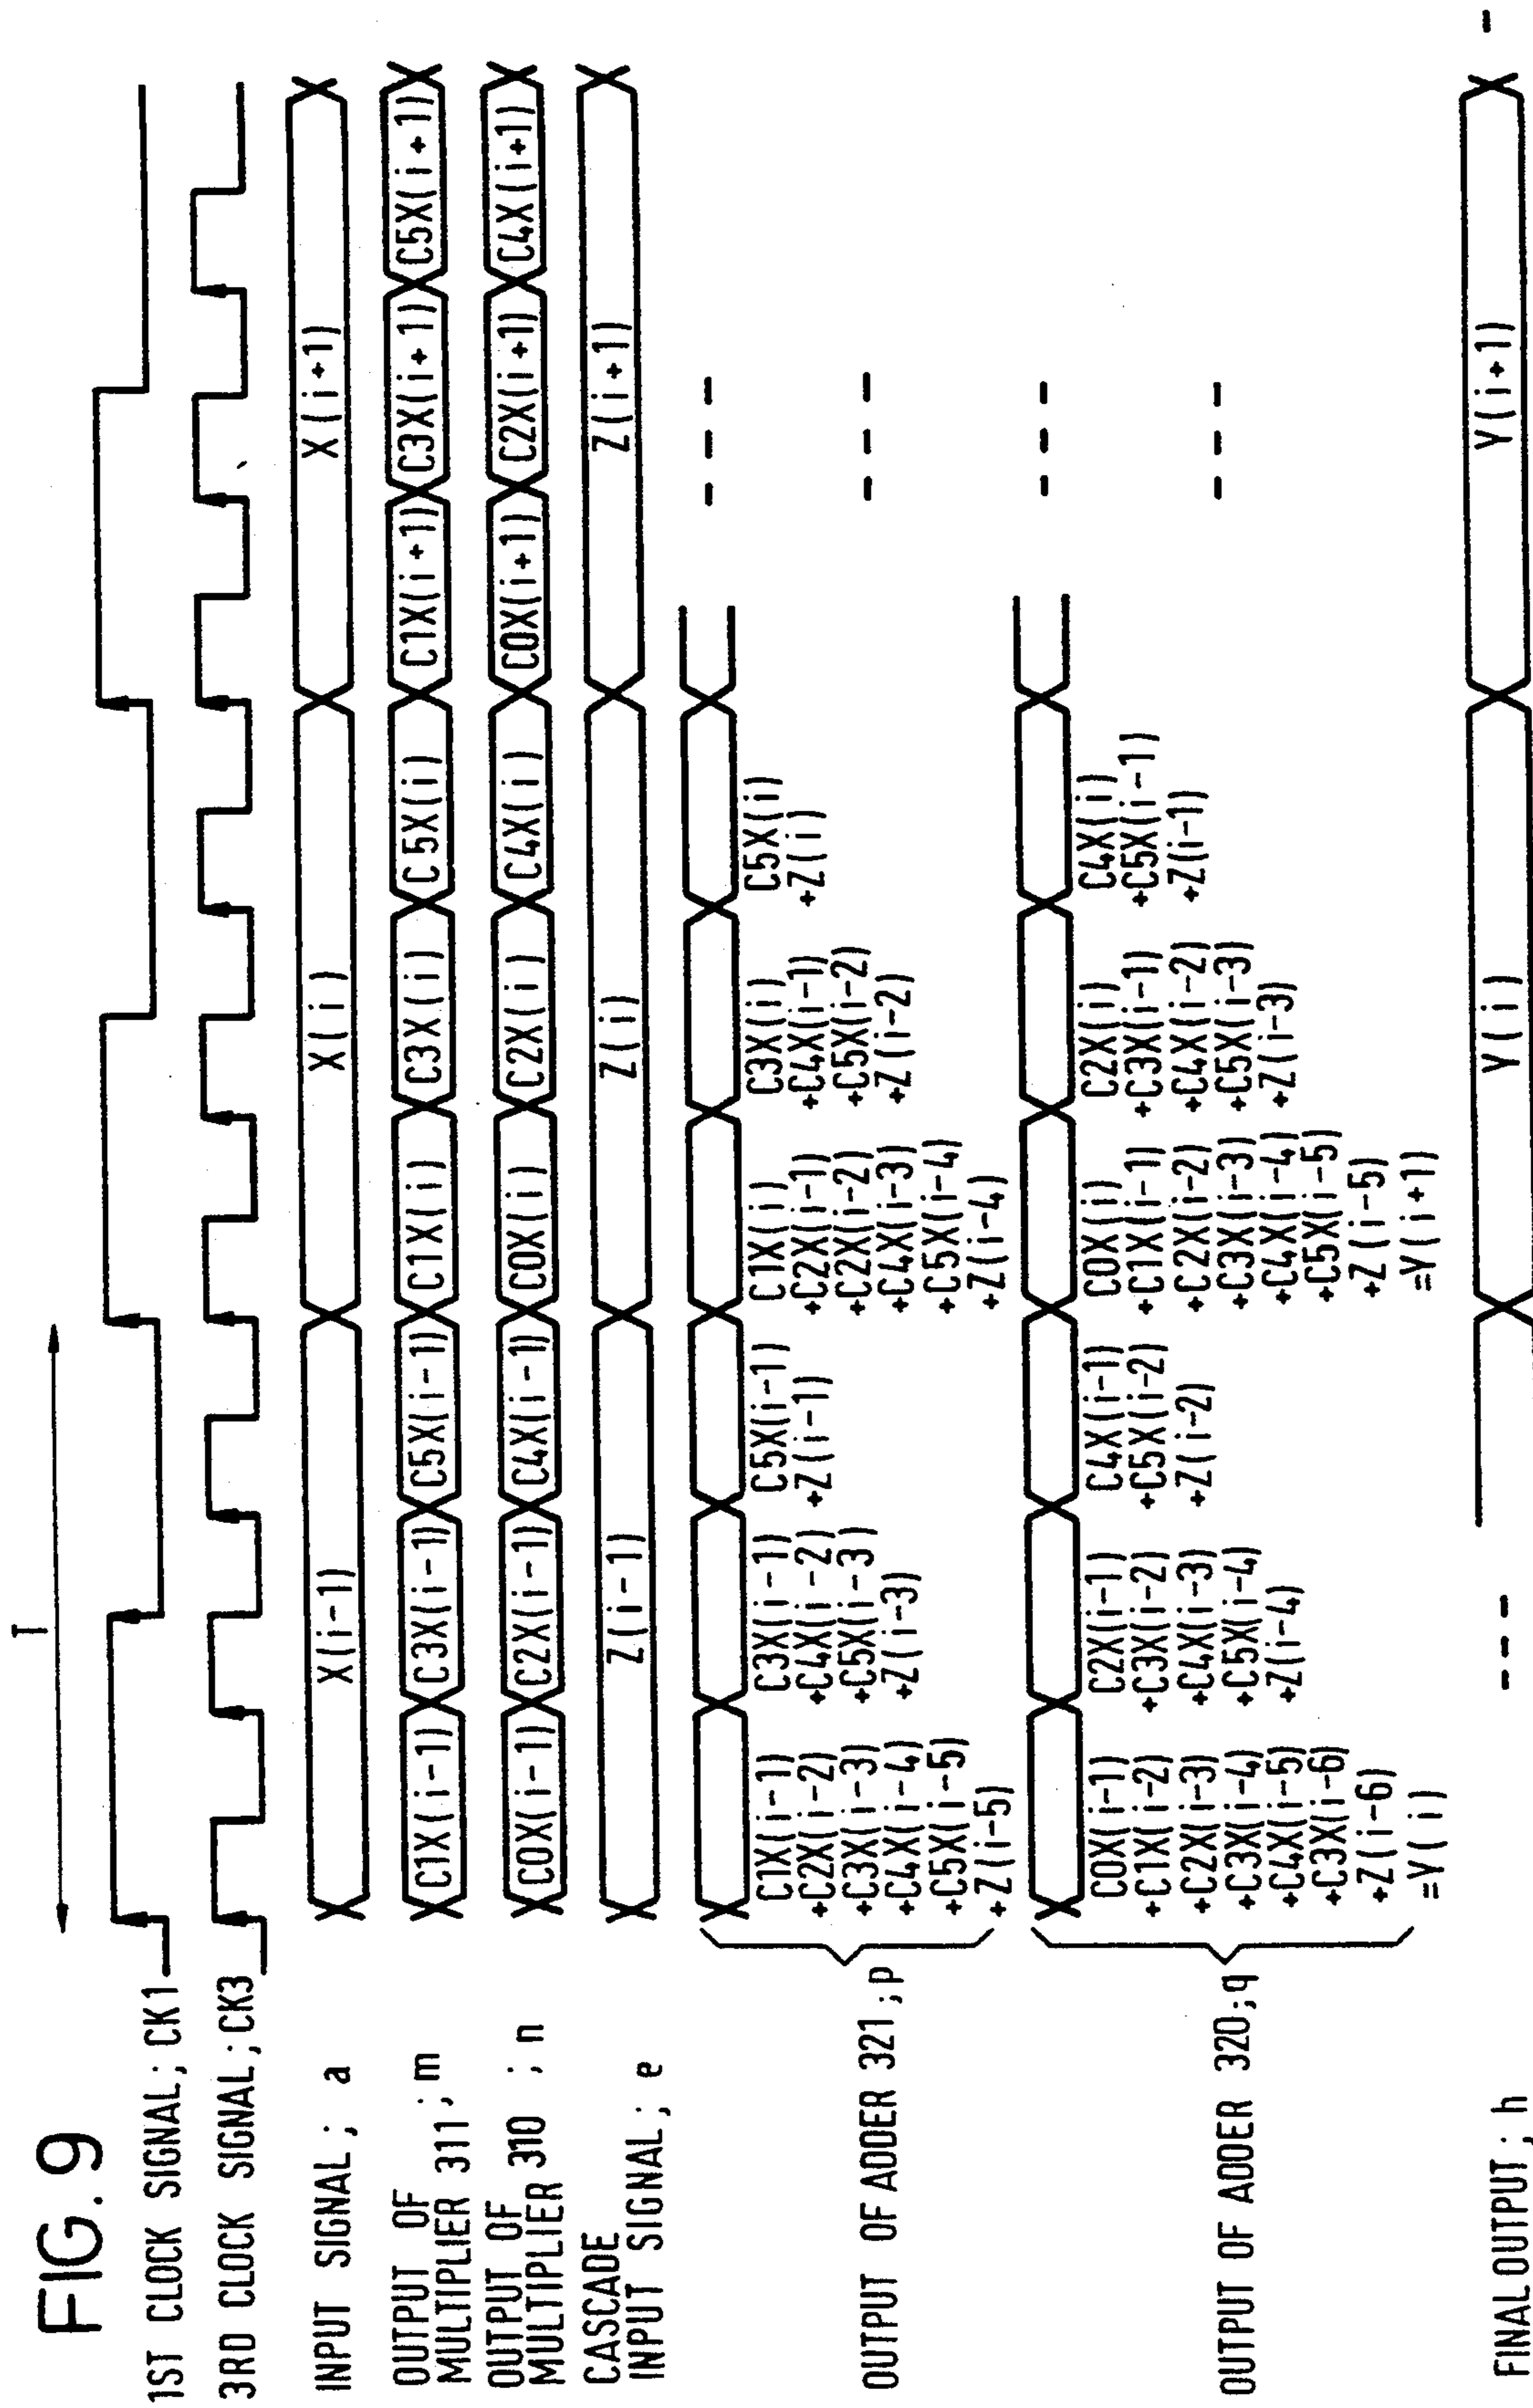 FIG. 9
T
1ST CLOCK SIGNAL; CK1
3RD CLOCK SIGNAL; CK3
INPUT SIGNAL; a
X(i-1)
X(i)
X(i+1)
OUTPUT OF
MULTIPLIER 311; m
C1X(i-1)
C3X(i-1)
C5X(i-1)
C1X(i)
C3X(i)
C5X(i)
C1X(i+1)
C3X(i+1)
C5X(i+1)
OUTPUT OF
MULTIPLIER 310; n
C0X(i-1)
C2X(i-1)
C4X(i-1)
C0X(i)
C2X(i)
C4X(i)
C0X(i+1)
C2X(i+1)
C4X(i+1)
CASCADE
INPUT SIGNAL; e
Z(i-1)
Z(i)
Z(i+1)
OUTPUT OF ADDER 321; p
C1X(i-1)
+C2X(i-2)
+C3X(i-3)
+C4X(i-4)
+C5X(i-5)
+Z(i-5)
C3X(i-1)
+C4X(i-2)
+C5X(i-3)
+Z(i-3)
C5X(i-1)
+Z(i-1)
C1X(i)
+C2X(i-1)
+C2X(i-2)
+C4X(i-3)
+C5X(i-4)
+Z(i-4)
C3X(i)
+C4X(i-1)
+C5X(i-2)
+Z(i-2)
C5X(i)
+Z(i)
OUTPUT OF ADDER 320; q
C0X(i-1)
+C1X(i-2)
+C2X(i-3)
+C3X(i-4)
+C4X(i-5)
+C3X(i-6)
+Z(i-6)
=Y(i)
C2X(i-1)
+C3X(i-2)
+C4X(i-3)
+C5X(i-4)
+Z(i-4)
C4X(i-1)
+C5X(i-2)
+Z(i-2)
C0X(i)
+C1X(i-1)
+C2X(i-2)
+C3X(i-3)
+C4X(i-4)
+C5X(i-5)
+Z(i-5)
=Y(i+1)
C2X(i)
+C3X(i-1)
+C4X(i-2)
+C5X(i-3)
+Z(i-3)
C4X(i)
+C5X(i-1)
+Z(i-1)
FINAL OUTPUT; h
Y(i)
Y(i+1)